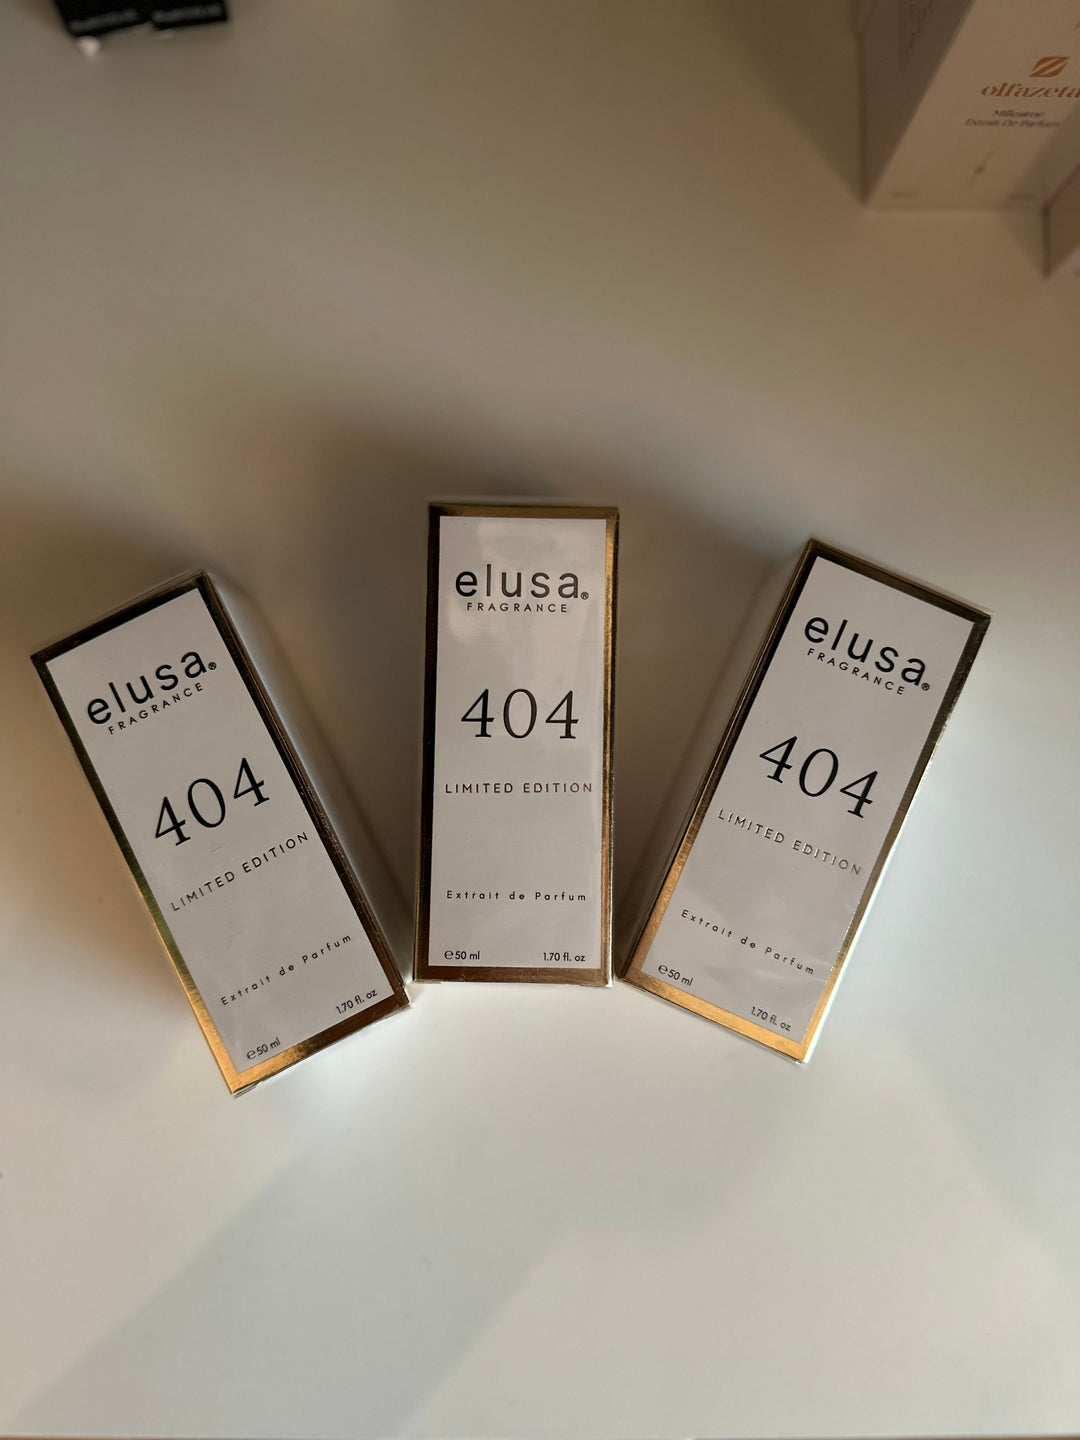 olfazeta
Millesime
Extrait De Parfum
elusa®
FRAGRANCE
404
LIMITED EDITION
Extrait de Parfum
℮50 ml
1.70 fl. oz
elusa®
FRAGRANCE
404
LIMITED EDITION
Extrait de Parfum
℮50 ml 1.70 fl. oz
elusa®
FRAGRANCE
404
LIMITED EDITION
Extrait de Parfum
℮50 ml
1.70 fl. oz